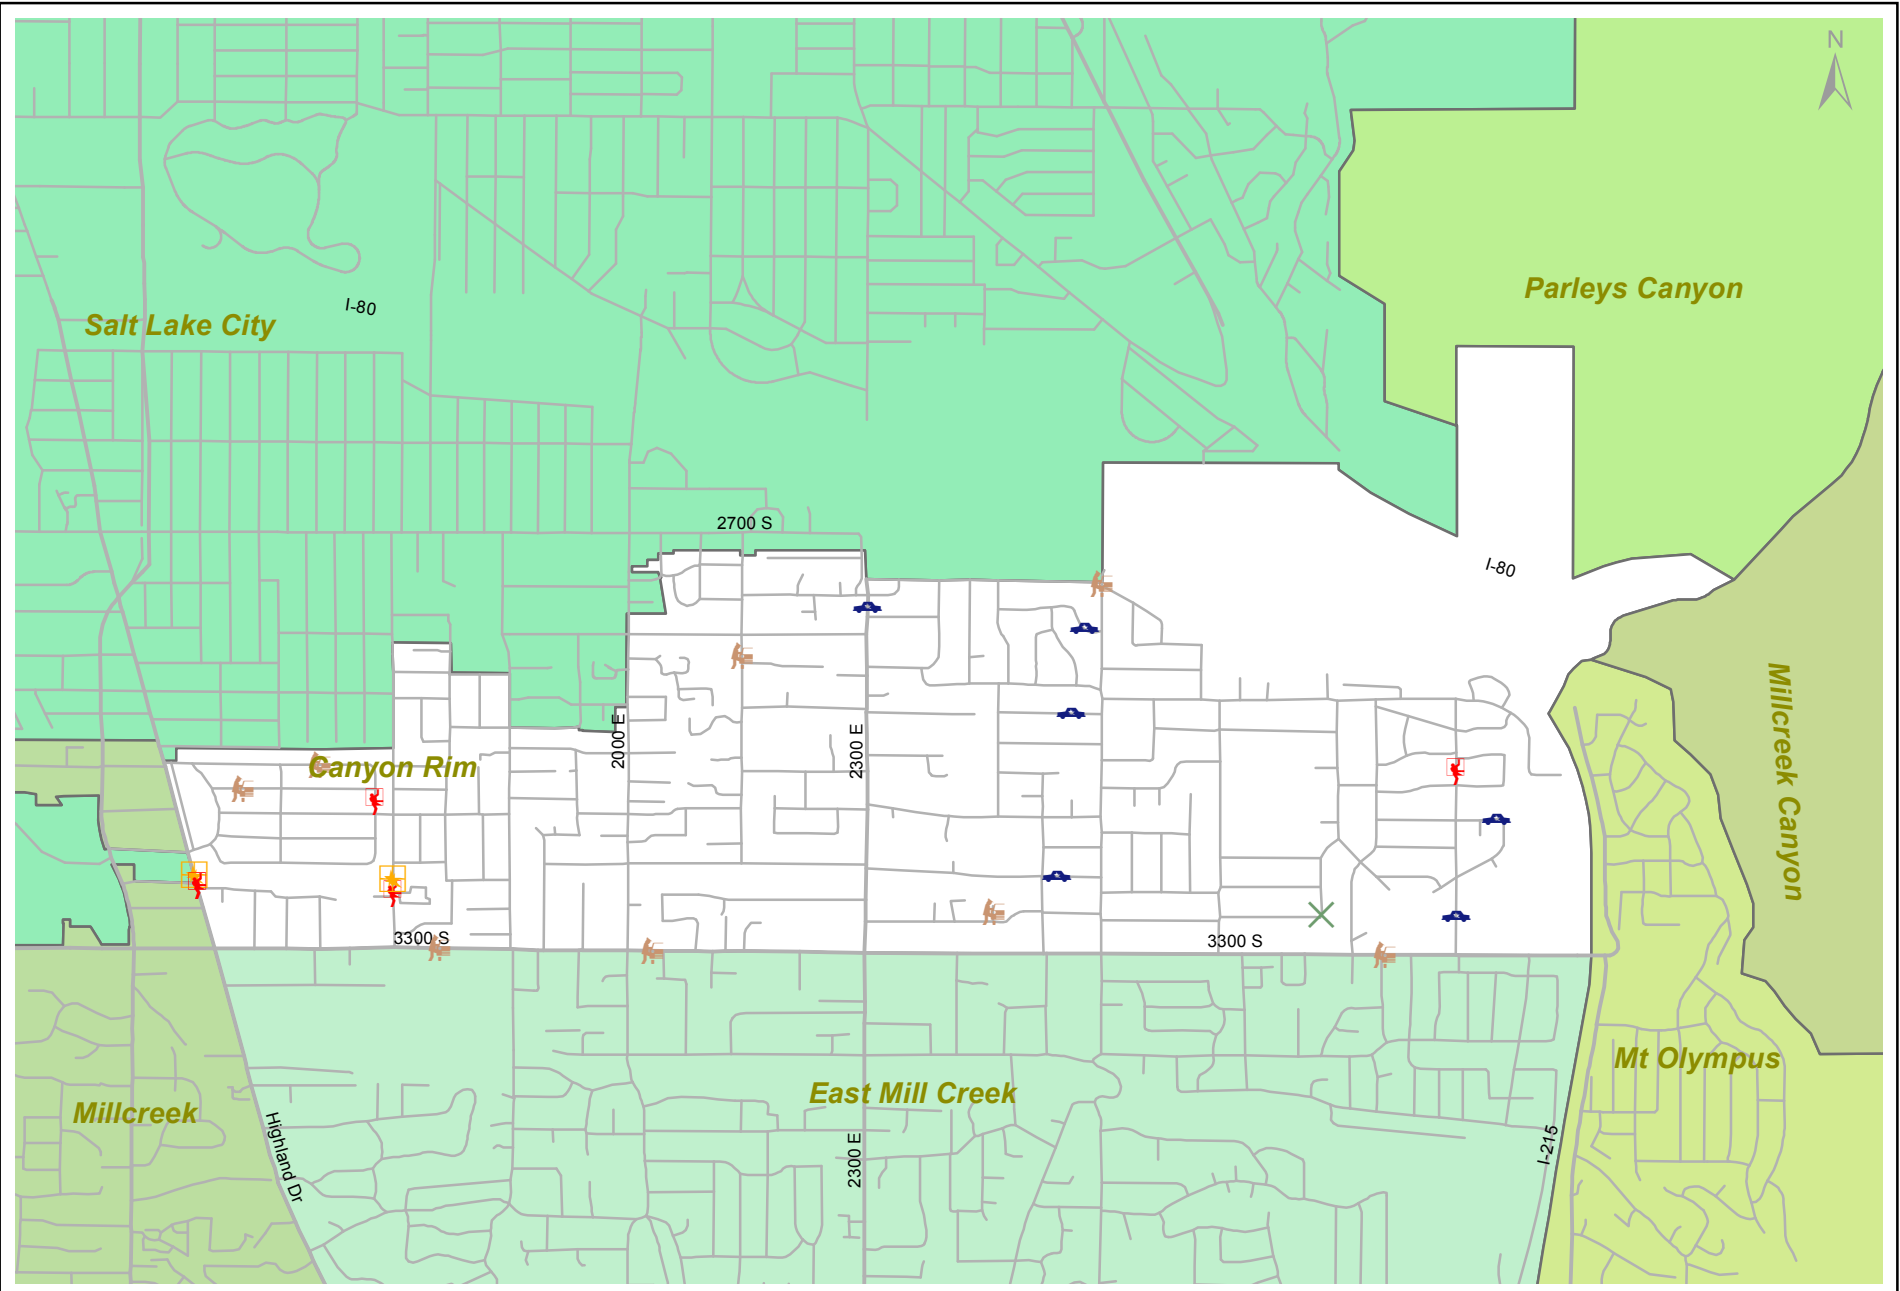 N
Parleys Canyon
I-80
Salt Lake City
2700 S
I-80
Millcreek Canyon
2000 E
2300 E
Canyon Rim
3300 S
3300 S
Mt Olympus
East Mill Creek
Millcreek
Highland Dr
2300 E
I-215